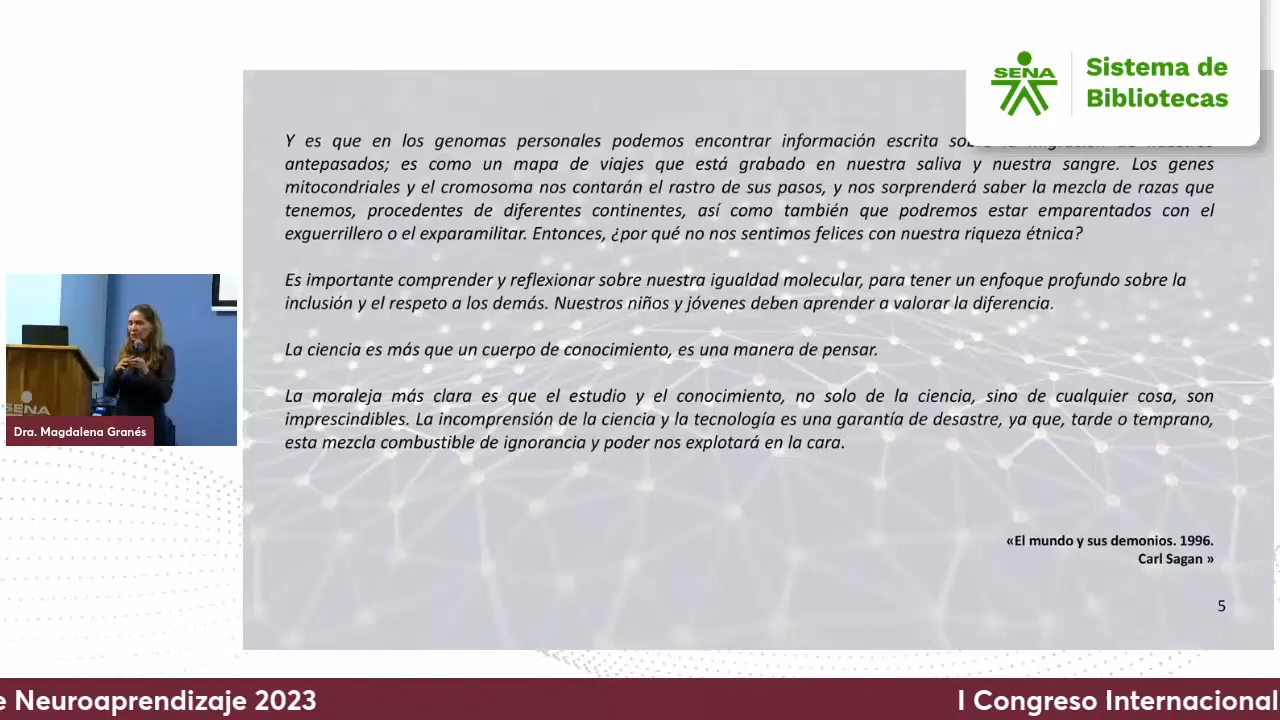 SENA
Sistema de
Bibliotecas
Y es que en los genomas personales podemos encontrar información escrita
antepasados; es como un mapa de viajes que está grabado en nuestra saliva y nuestra sangre. Los genes
mitocondriales y el cromosoma nos contarán el rastro de sus pasos, y nos sorprenderá saber la mezcla de razas que
tenemos, procedentes de diferentes continentes, así como también que podremos estar emparentados con el
exguerrillero o el exparamilitar. Entonces, ¿por qué no nos sentimos felices con nuestra riqueza étnica?
Es importante comprender y reflexionar sobre nuestra igualdad molecular, para tener un enfoque profundo sobre la
inclusión y el respeto a los demás. Nuestros niños y jóvenes deben aprender a valorar la diferencia.
La ciencia es más que un cuerpo de conocimiento, es una manera de pensar.
La moraleja más clara es que el estudio y el conocimiento, no solo de la ciencia, sino de cualquier cosa, son
imprescindibles. La incomprensión de la ciencia y la tecnología es una garantía de desastre, ya que, tarde o temprano,
esta mezcla combustible de ignorancia y poder nos explotará en la cara.
«El mundo y sus demonios. 1996.
Carl Sagan »
5
SENA
Dra. Magdalena Granés
e Neuroaprendizaje 2023
I Congreso Internacional